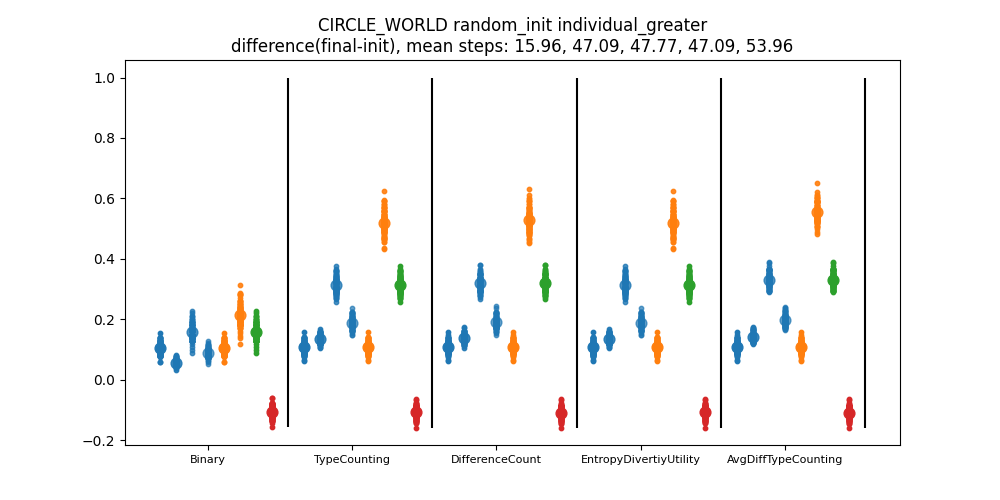 CIRCLE_WORLD random_init individual_greater
difference(final-init), mean steps: 15.96, 47.09, 47.77, 47.09, 53.96
1.0
0.8
0.6
0.4
0.2
0.0
−0.2
Binary
TypeCounting
DifferenceCount
EntropyDivertiyUtility
AvgDiffTypeCounting